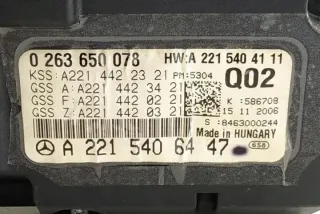 0 263 650 078 HW:A 221 540 41 11
KSS:A221 442 23 21 PM:5304 Q02
GSS A:A221 442 34 21
GSS F:A221 442 02 21 K :586708
GSS Z:A221 442 03 21 15 11 2006
S :8463000244
Made in HUNGARY
A 221 540 64 47 658